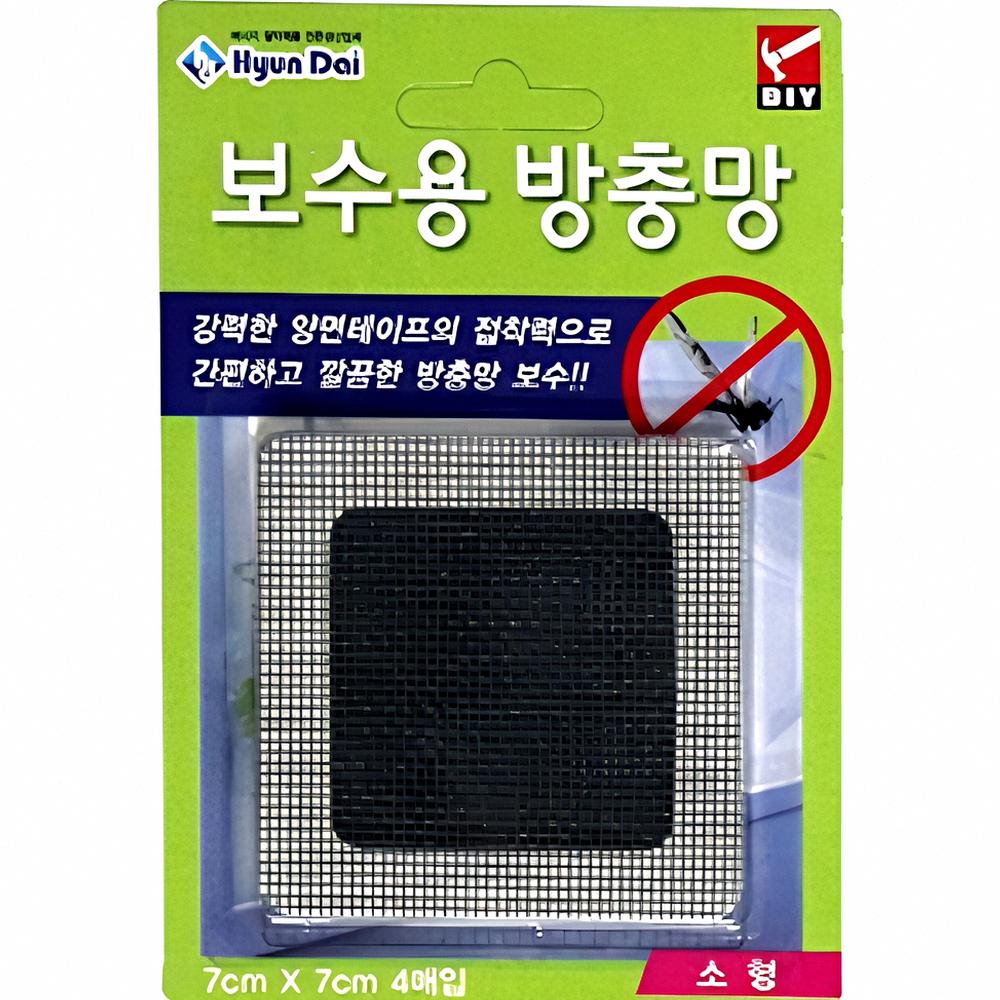 Hyun Dai
DIY
보수용 방충망
강력한 양면테이프의 접착력으로
간편하고 깔끔한 방충망 보수!!
7cm X 7cm 4매입
소형